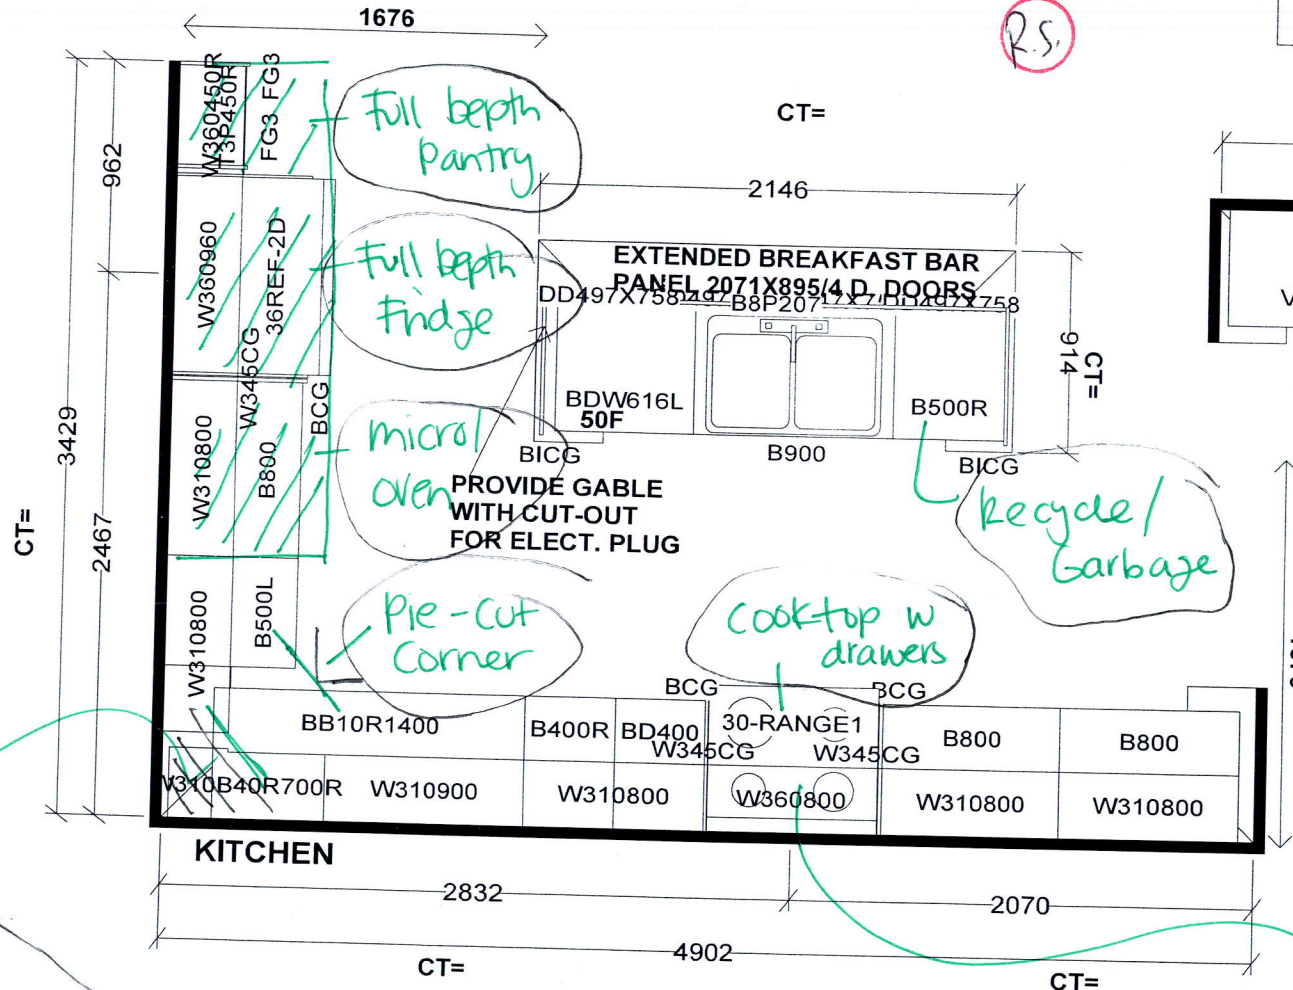 1676
R.S.
CT=
W360450R
T3P450R
FG3 FG3
Full Depth
Pantry
962
2146
W360960
36REF-2D
Full Depth
Fridge
EXTENDED BREAKFAST BAR
PANEL 2071X895/4 D. DOORS
DD497X758
B8P207
DD497X758
914
CT=
W345CG
BCG
BDW616L
50F
B500R
BICG
B900
BICG
3429
W310800
B800
micro/
oven
PROVIDE GABLE
WITH CUT-OUT
FOR ELECT. PLUG
Recycle/
Garbage
CT=
2467
W310800
B500L
Pie-Cut
Corner
Cooktop w
drawers
BCG
BCG
BB10R1400
B400R
BD400
30-RANGE1
W345CG
W345CG
B800
B800
W310B40R700R
W310900
W310800
W360800
W310800
W310800
KITCHEN
2832
2070
4902
CT=
CT=